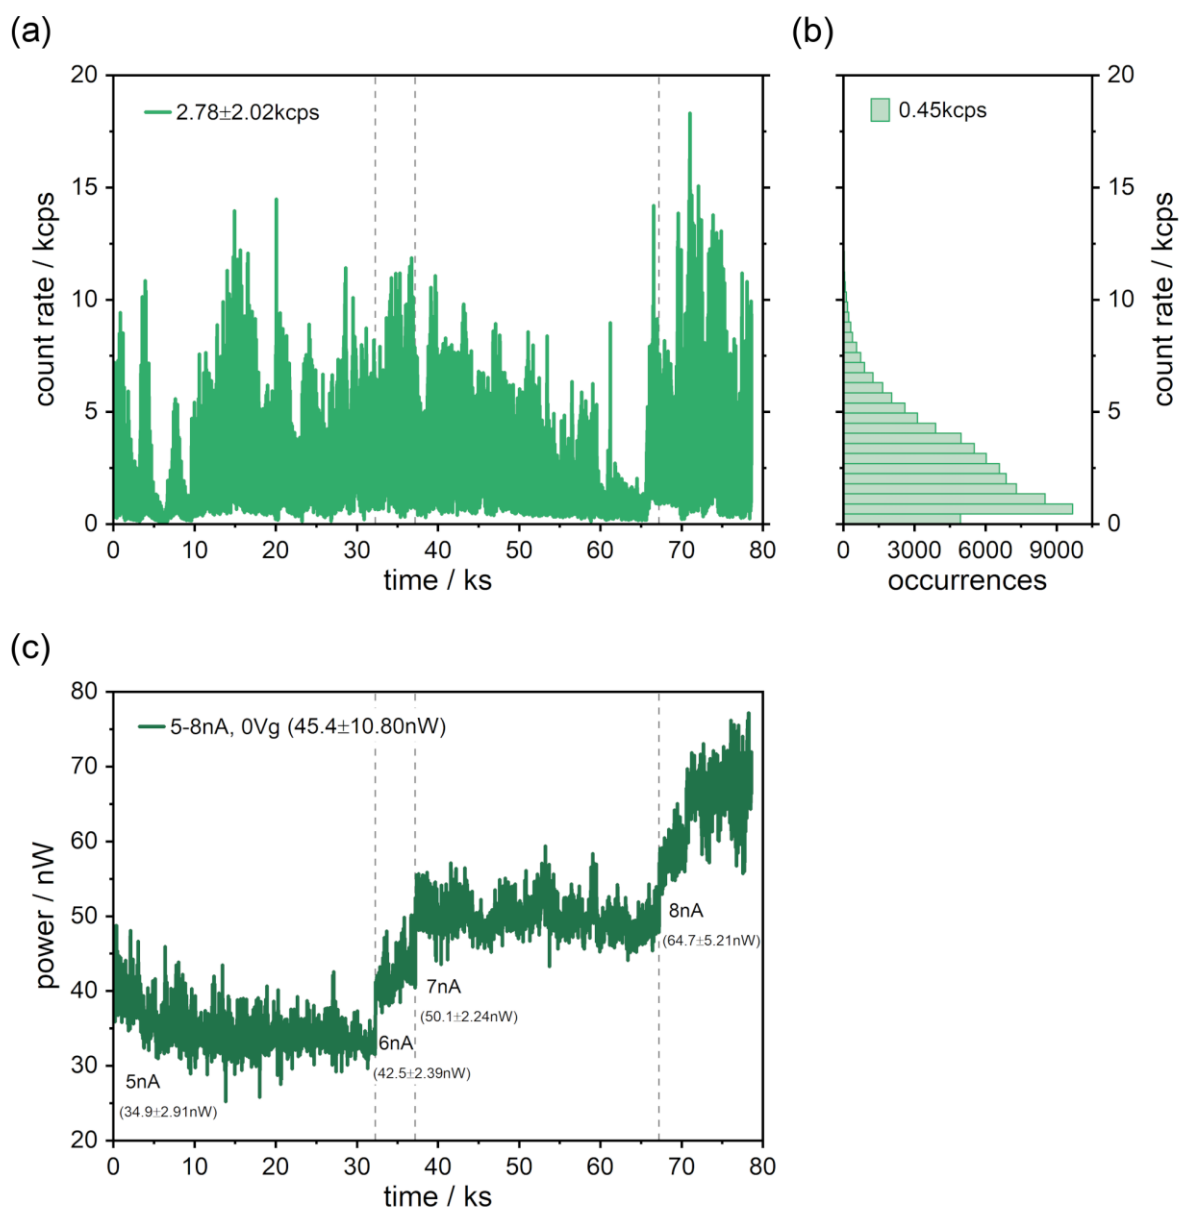 (a)
20
15
10
5
0
count rate / kcps
2.78±2.02kcps
0 10 20 30 40 50 60 70 80
time / ks
(b)
0.45kcps
20
15
10
5
0
count rate / kcps
0 3000 6000 9000
occurrences
(c)
80
70
60
50
40
30
20
power / nW
5-8nA, 0Vg (45.4±10.80nW)
5nA
(34.9±2.91nW)
6nA
(42.5±2.39nW)
7nA
(50.1±2.24nW)
8nA
(64.7±5.21nW)
0 10 20 30 40 50 60 70 80
time / ks